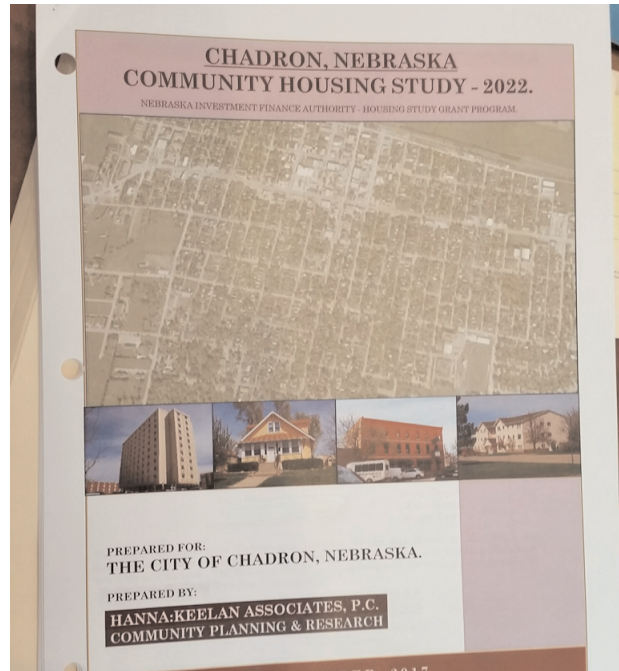 CHADRON, NEBRASKA
COMMUNITY HOUSING STUDY - 2022.
NEBRASKA INVESTMENT FINANCE AUTHORITY - HOUSING STUDY GRANT PROGRAM.
PREPARED FOR:
THE CITY OF CHADRON, NEBRASKA.
PREPARED BY:
HANNA:KEELAN ASSOCIATES, P.C.
COMMUNITY PLANNING & RESEARCH
2017